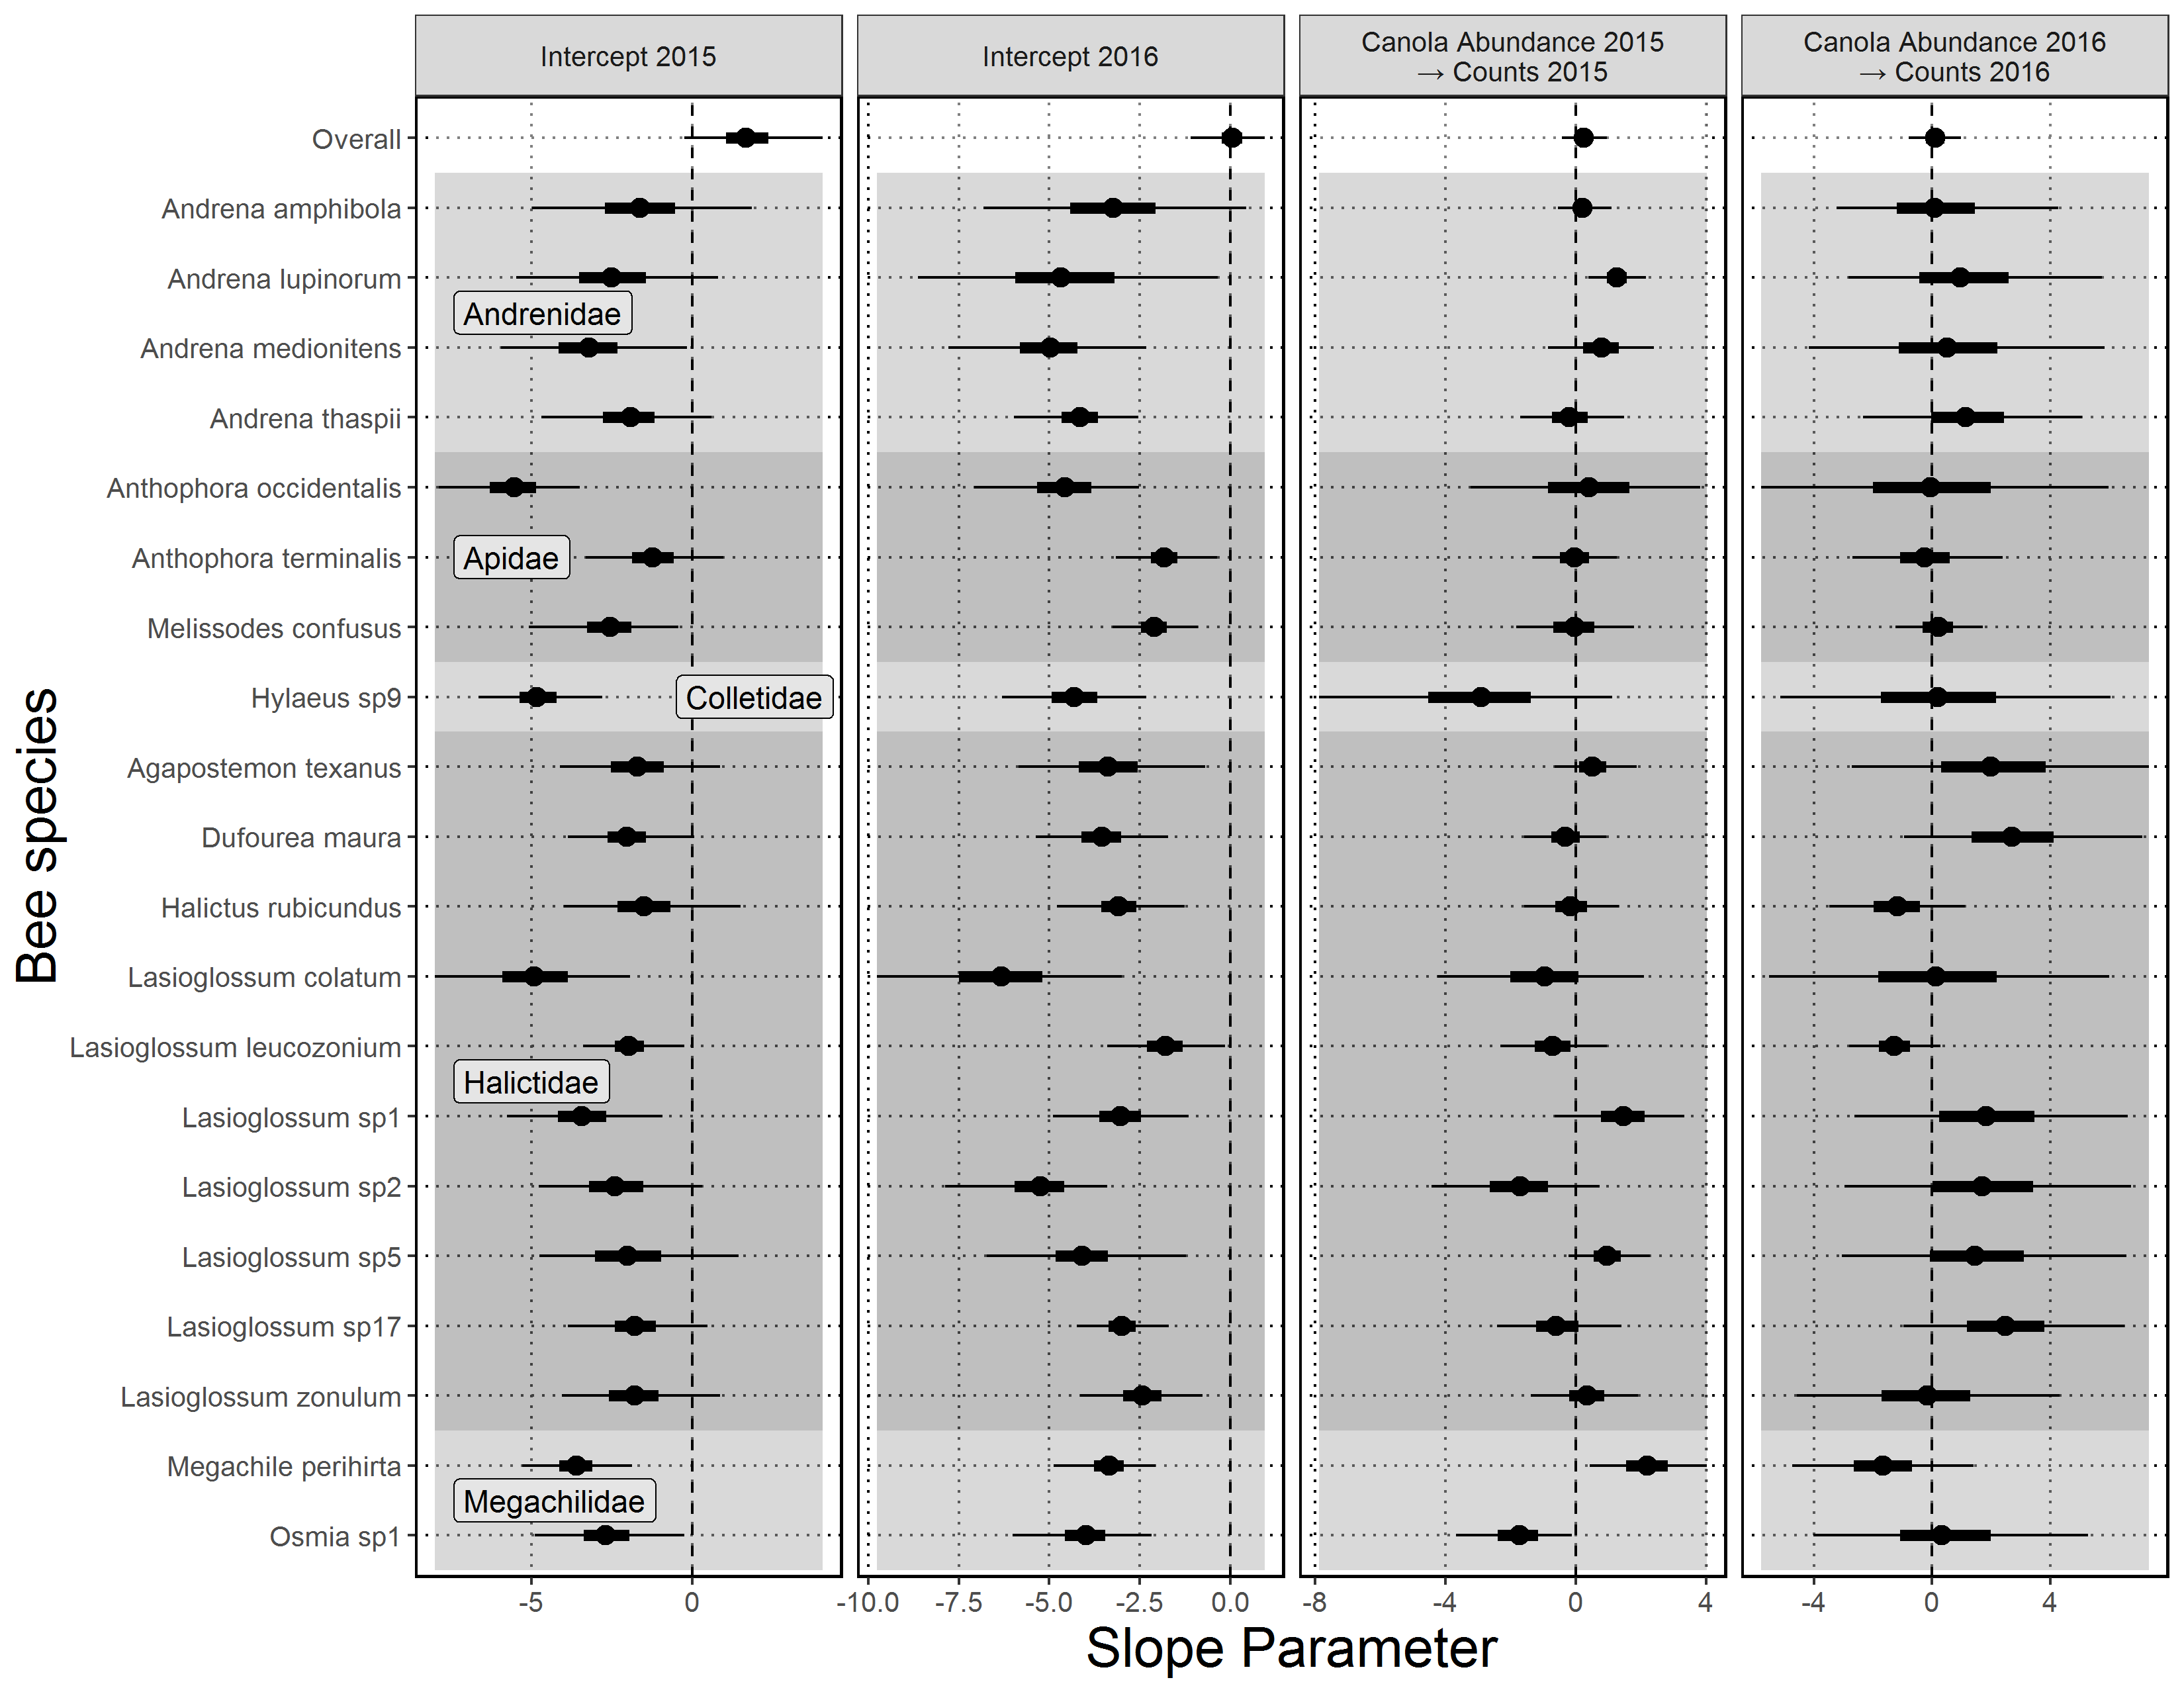 Intercept 2015
Intercept 2016
Canola Abundance 2015
→ Counts 2015
Canola Abundance 2016
→ Counts 2016
Bee species
Overall
Andrena amphibola
Andrena lupinorum
Andrenidae
Andrena medionitens
Andrena thaspii
Anthophora occidentalis
Anthophora terminalis
Apidae
Melissodes confusus
Hylaeus sp9
Colletidae
Agapostemon texanus
Dufourea maura
Halictus rubicundus
Lasioglossum colatum
Lasioglossum leucozonium
Halictidae
Lasioglossum sp1
Lasioglossum sp2
Lasioglossum sp5
Lasioglossum sp17
Lasioglossum zonulum
Megachile perihirta
Megachilidae
Osmia sp1
-5 0
-10.0 -7.5 -5.0 -2.5 0.0
-8 -4 0 4
-4 0 4
Slope Parameter